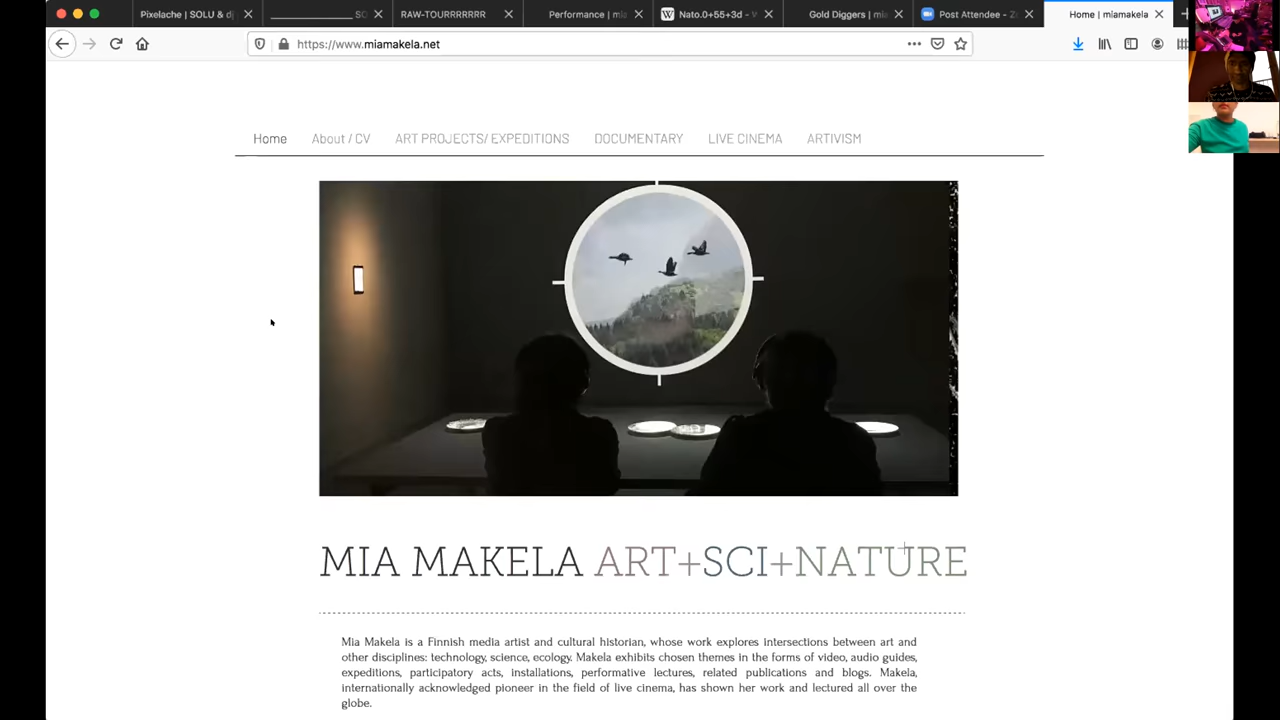 Pixelache | SOLU & dj
SO
RAW-TOURRRRRRR
Performance | mia
Nato.0+55+3d - W
Gold Diggers | mia
Post Attendee - Zo
Home | miamakela
https://www.miamakela.net
Home About / CV ART PROJECTS/ EXPEDITIONS DOCUMENTARY LIVE CINEMA ARTIVISM
MIA MAKELA ART+SCI+NATURE
Mia Makela is a Finnish media artist and cultural historian, whose work explores intersections between art and
other disciplines: technology, science, ecology. Makela exhibits chosen themes in the forms of video, audio guides,
expeditions, participatory acts, installations, performative lectures, related publications and blogs. Makela,
internationally acknowledged pioneer in the field of live cinema, has shown her work and lectured all over the
globe.